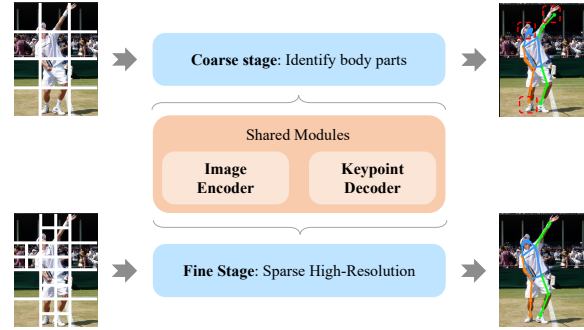 Coarse stage: Identify body parts
Shared Modules
Image
Encoder
Keypoint
Decoder
Fine Stage: Sparse High-Resolution